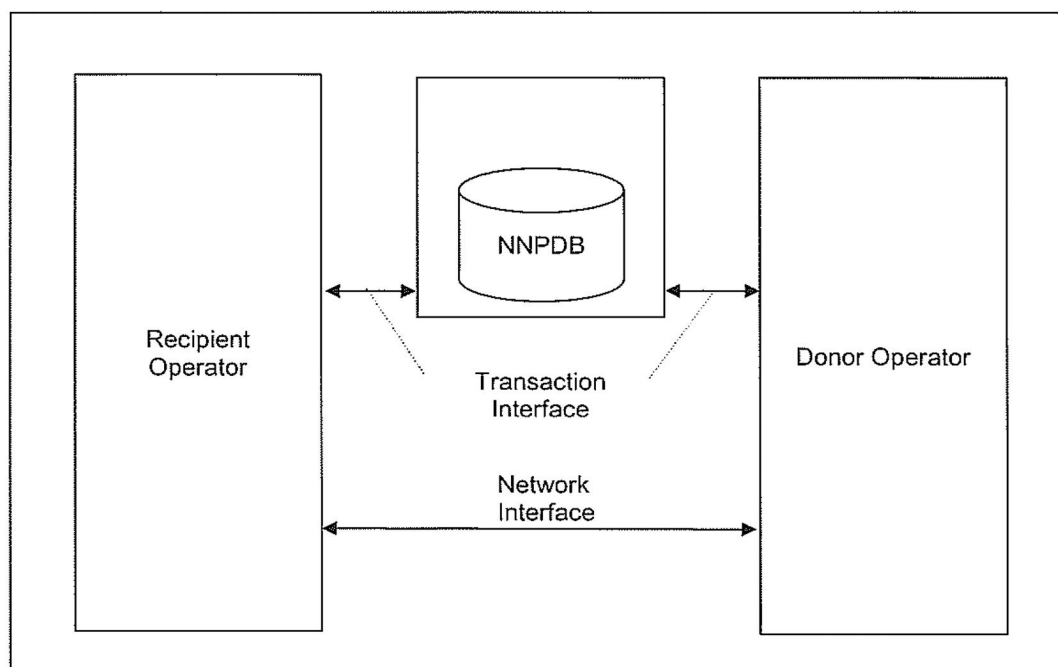 NNPDB
Recipient
Operator
Donor Operator
Transaction
Interface
Network
Interface